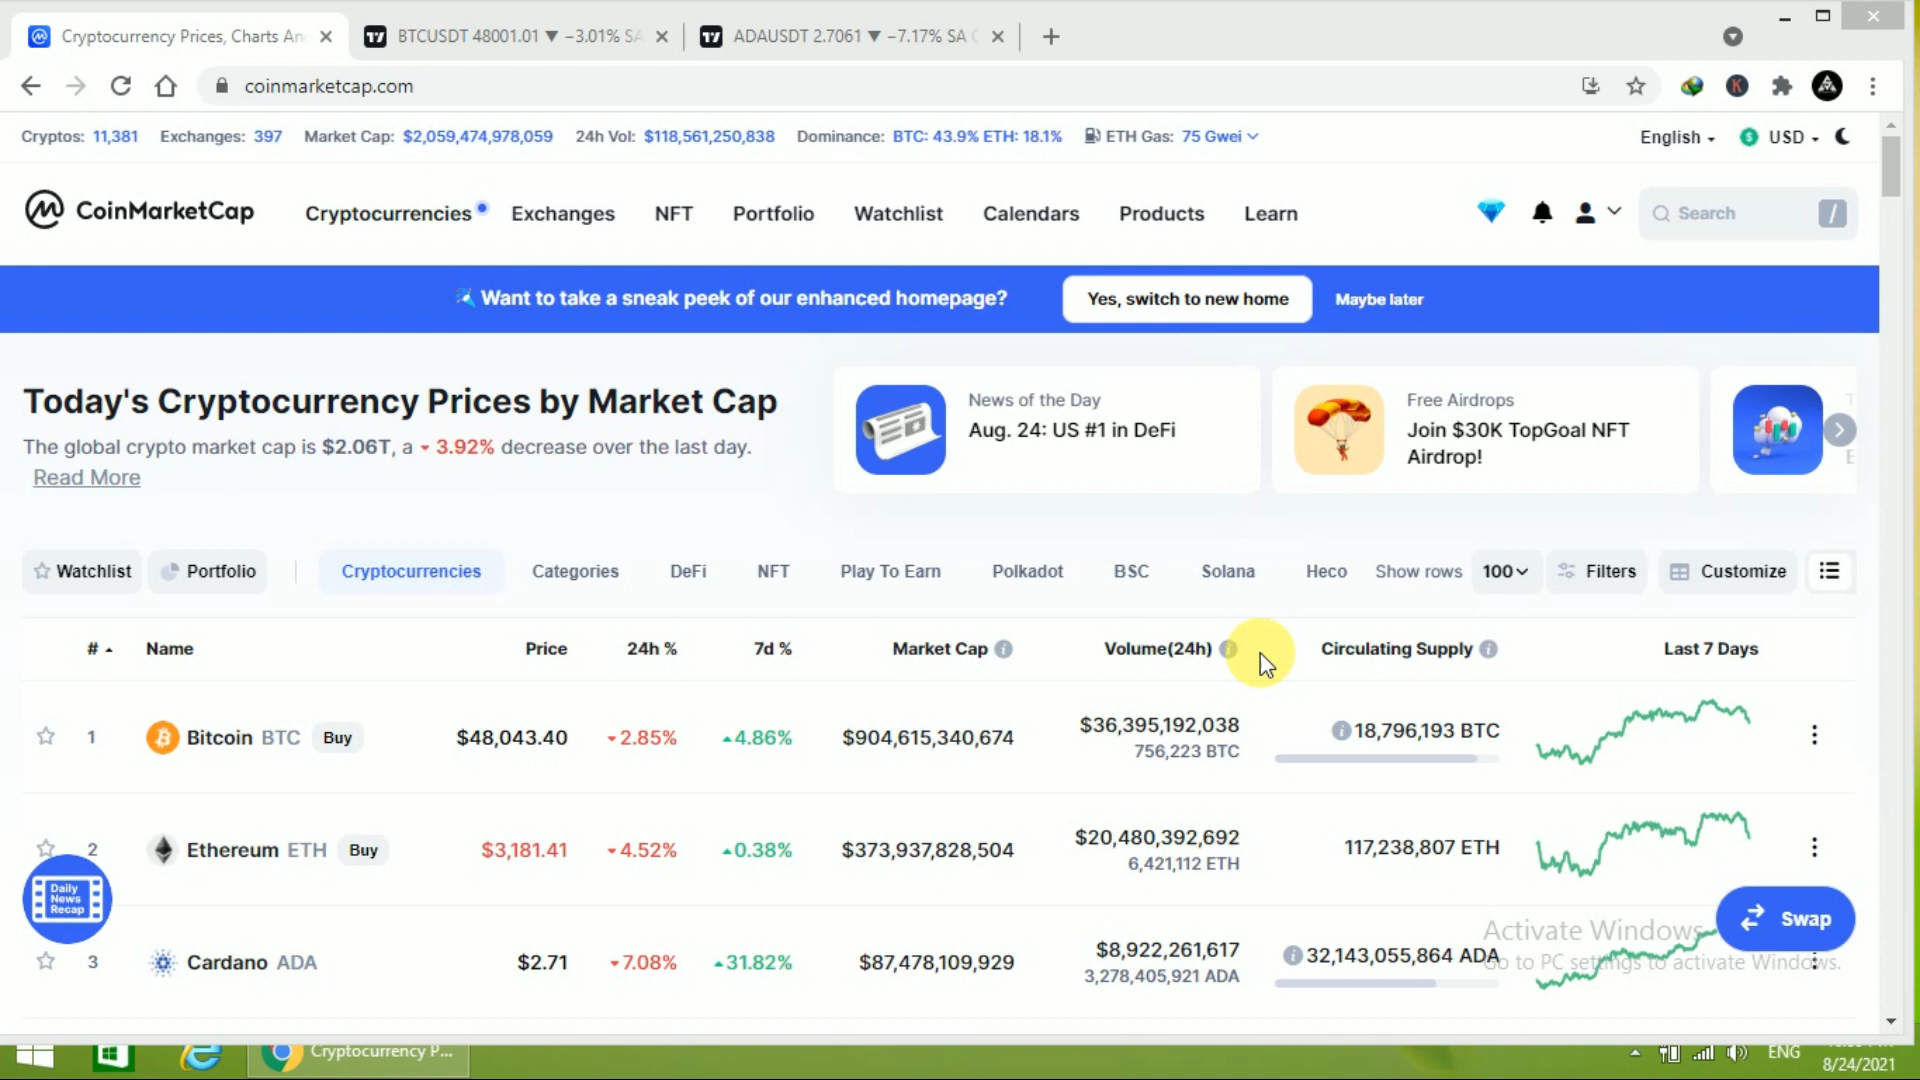 Cryptocurrency Prices, Charts An
BTCUSDT 48001.01 ▼ −3.01% SA
ADAUSDT 2.7061 ▼ −7.17% SA
coinmarketcap.com
Cryptos: 11,381 Exchanges: 397 Market Cap: $2,059,474,978,059 24h Vol: $118,561,250,838 Dominance: BTC: 43.9% ETH: 18.1% ETH Gas: 75 Gwei
English USD
CoinMarketCap
Cryptocurrencies Exchanges NFT Portfolio Watchlist Calendars Products Learn
Search /
Want to take a sneak peek of our enhanced homepage? Yes, switch to new home Maybe later
Today's Cryptocurrency Prices by Market Cap
The global crypto market cap is $2.06T, a 3.92% decrease over the last day.
Read More
News of the Day
Aug. 24: US #1 in DeFi
Free Airdrops
Join $30K TopGoal NFT
Airdrop!
Watchlist Portfolio Cryptocurrencies Categories DeFi NFT Play To Earn Polkadot BSC Solana Heco Show rows 100 Filters Customize
# Name Price 24h % 7d % Market Cap Volume(24h) Circulating Supply Last 7 Days
1 Bitcoin BTC Buy $48,043.40 2.85% 4.86% $904,615,340,674 $36,395,192,038 18,796,193 BTC
756,223 BTC
2 Ethereum ETH Buy $3,181.41 4.52% 0.38% $373,937,828,504 $20,480,392,692 117,238,807 ETH
6,421,112 ETH
Daily
News
Recap
3 Cardano ADA $2.71 7.08% 31.82% $87,478,109,929 $8,922,261,617 32,143,055,864 ADA
3,278,405,921 ADA
Swap
Activate Windows
Go to PC settings to activate Windows.
Cryptocurrency P...
ENG
8/24/2021